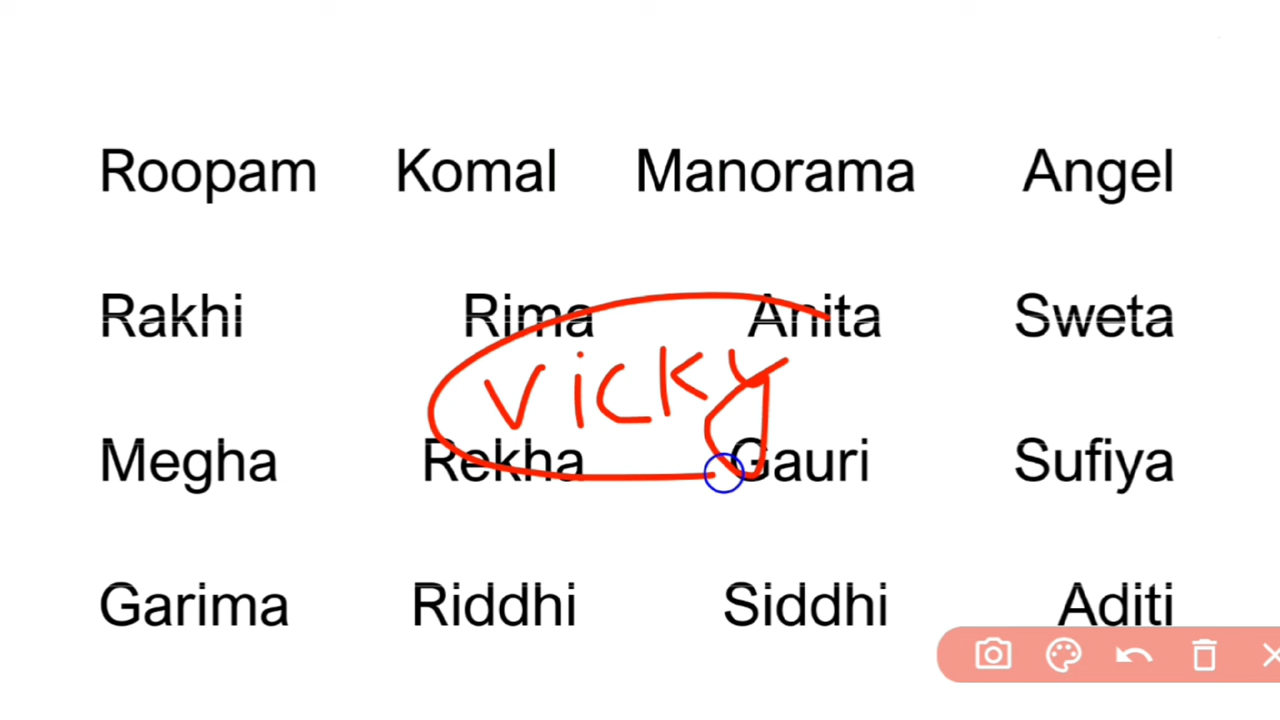 Roopam Komal Manorama Angel
Rakhi Rima Anita Sweta
vicky
Megha Rekha Gauri Sufiya
Garima Riddhi Siddhi Aditi